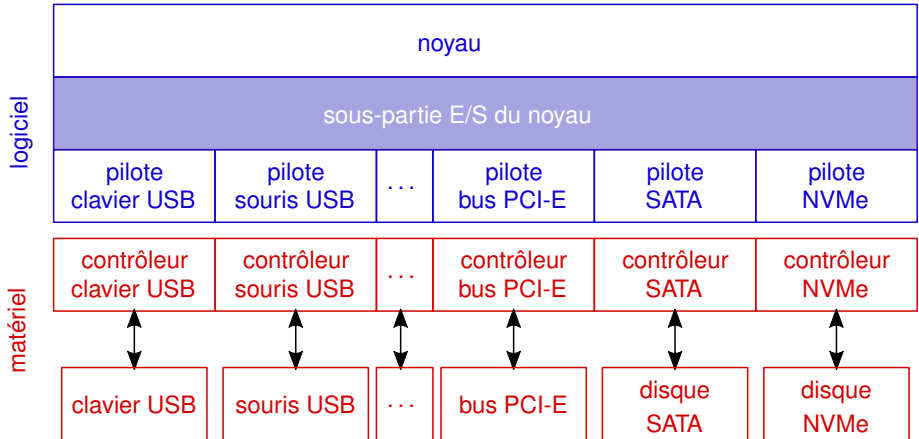 noyau
sous-partie E/S du noyau
logiciel
pilote
clavier USB
pilote
souris USB
...
pilote
bus PCI-E
pilote
SATA
pilote
NVMe
matériel
contrôleur
clavier USB
contrôleur
souris USB
...
contrôleur
bus PCI-E
contrôleur
SATA
contrôleur
NVMe
clavier USB
souris USB
...
bus PCI-E
disque
SATA
disque
NVMe